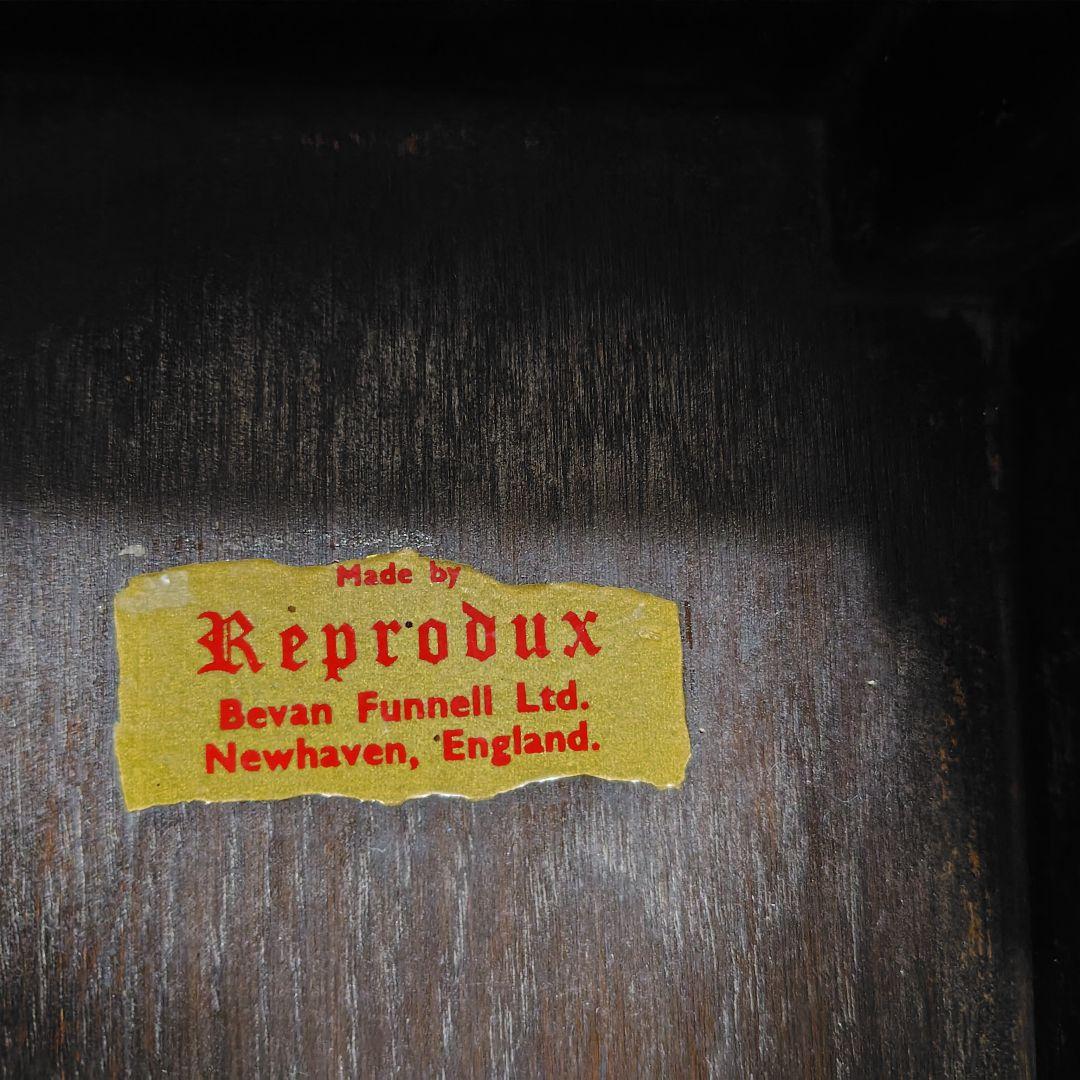 Made by
Reprodux
Bevan Funnell Ltd.
Newhaven, England.